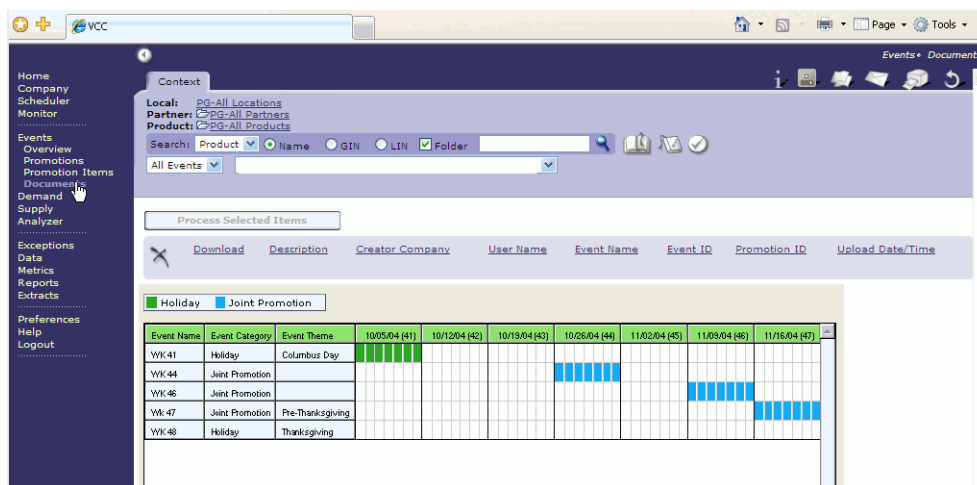 VCC
Page
Tools
Events
Document
Home
Company
Scheduler
Monitor
Events
Overview
Promotions
Promotion Items
Documents
Demand
Supply
Analyzer
Exceptions
Data
Metrics
Reports
Extracts
Preferences
Help
Logout
Context
Local: PG-All Locations
Partner: PG-All Partners
Product: PG-All Products
Search: Product Name GIN LIN Folder
All Events
Process Selected Items
Download Description Creator Company User Name Event Name Event ID Promotion ID Upload Date/Time
Holiday Joint Promotion
Event Name Event Category Event Theme 10/05/04 (41) 10/12/04 (42) 10/19/04 (43) 10/26/04 (44) 11/02/04 (45) 11/09/04 (46) 11/16/04 (47)
WK 41 Holiday Columbus Day
WK 44 Joint Promotion
WK 46 Joint Promotion
Wk 47 Joint Promotion Pre-Thanksgiving
WK 48 Holiday Thanksgiving